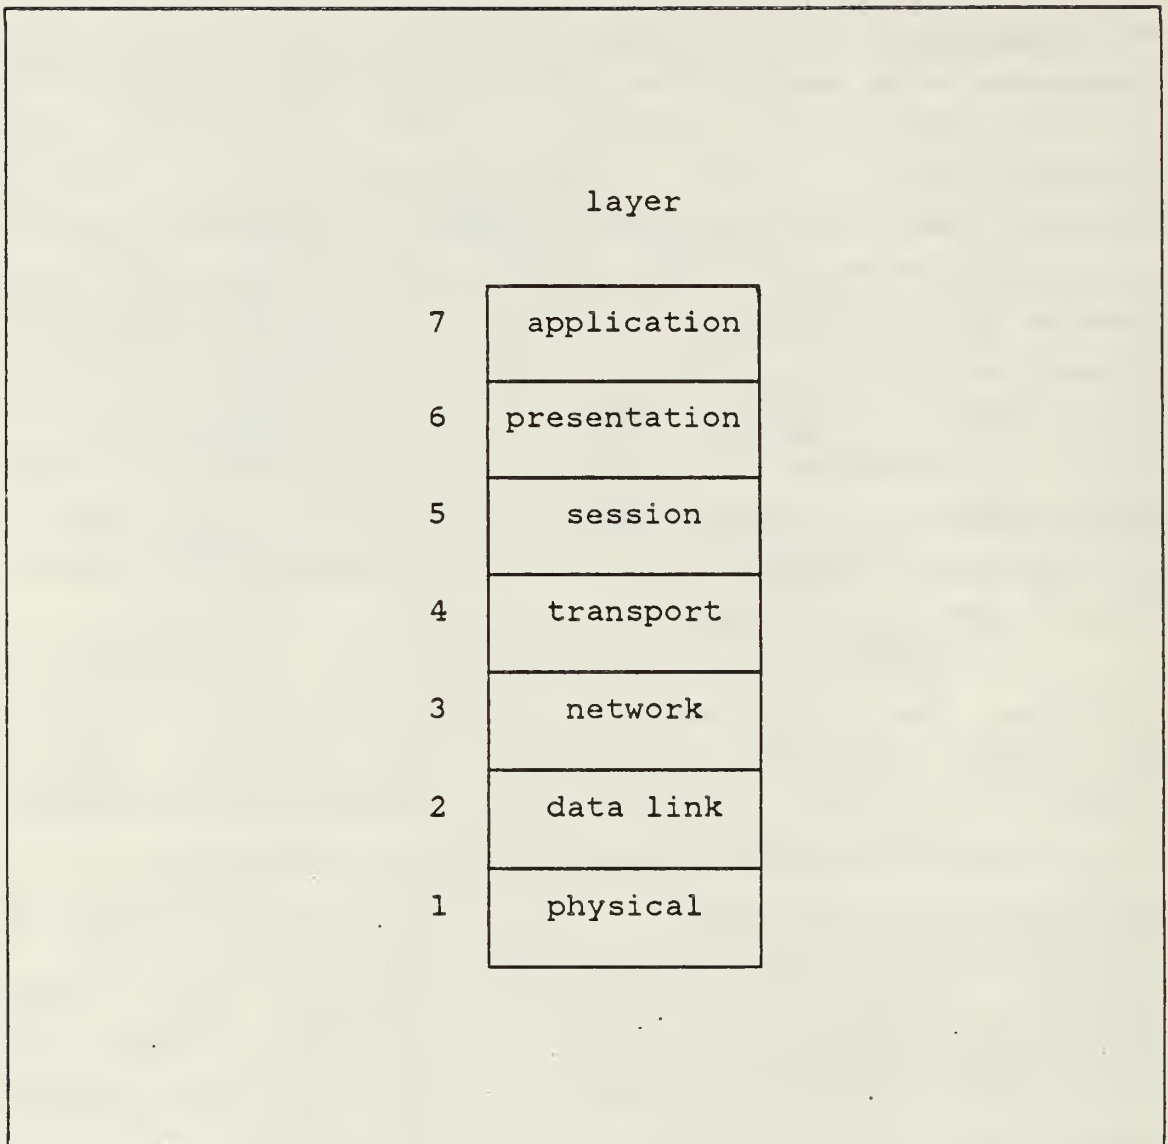 layer
7 application
6 presentation
5 session
4 transport
3 network
2 data link
1 physical